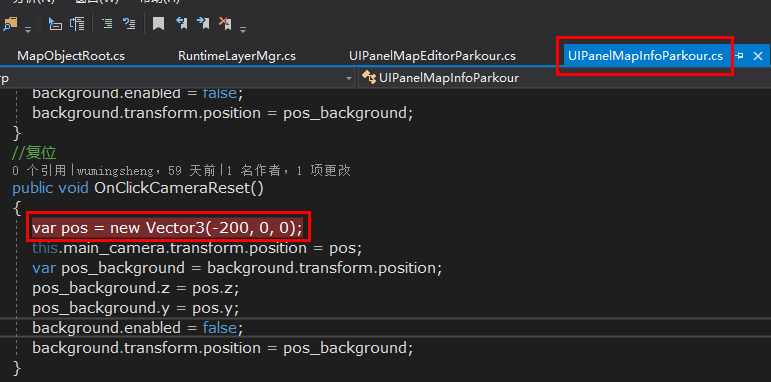 MapObjectRoot.cs RuntimeLayerMgr.cs UIPanelMapEditorParkour.cs UIPanelMapInfoParkour.cs
rp UIPanelMapInfoParkour
background.enabled = false;
background.transform.position = pos_background;
}
//复位
0 个引用|wumingsheng，59 天前|1 名作者，1 项更改
public void OnClickCameraReset()
{
var pos = new Vector3(-200, 0, 0);
this.main_camera.transform.position = pos;
var pos_background = background.transform.position;
pos_background.z = pos.z;
pos_background.y = pos.y;
background.enabled = false;
background.transform.position = pos_background;
}